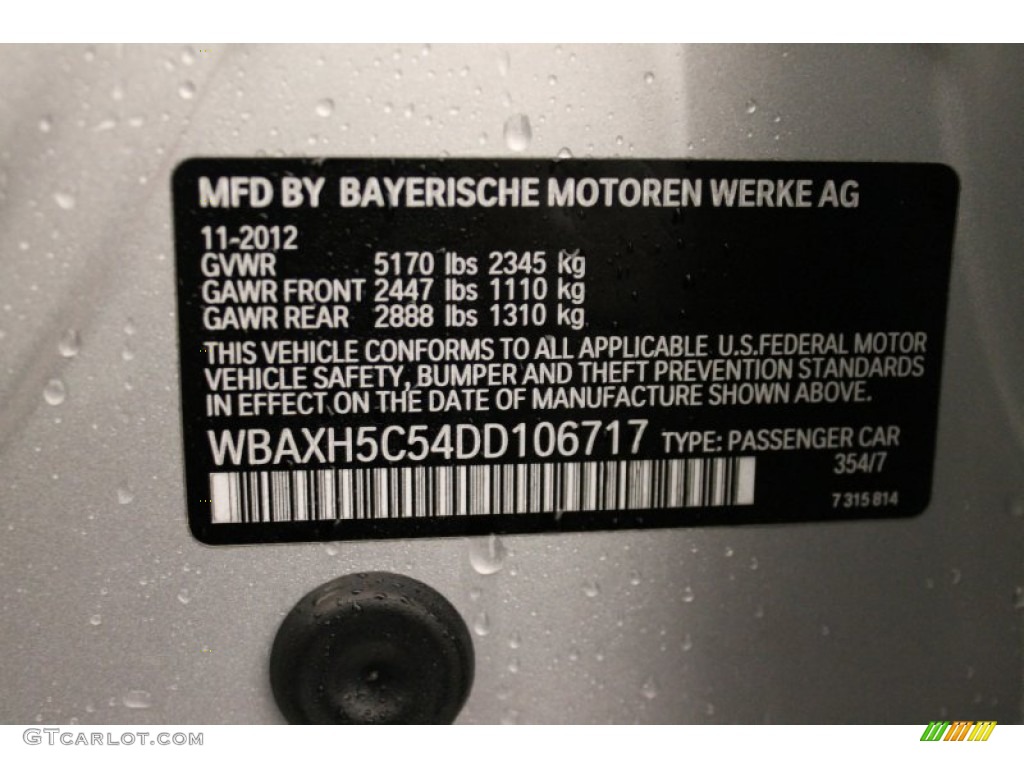 MFD BY BAYERISCHE MOTOREN WERKE AG
11-2012
GVWR 5170 lbs 2345 kg
GAWR FRONT 2447 lbs 1110 kg
GAWR REAR 2888 lbs 1310 kg
THIS VEHICLE CONFORMS TO ALL APPLICABLE U.S.FEDERAL MOTOR
VEHICLE SAFETY, BUMPER AND THEFT PREVENTION STANDARDS
IN EFFECT ON THE DATE OF MANUFACTURE SHOWN ABOVE.
WBAXH5C54DD106717 TYPE: PASSENGER CAR
354/7
7 315 814
GTCARLOT.COM